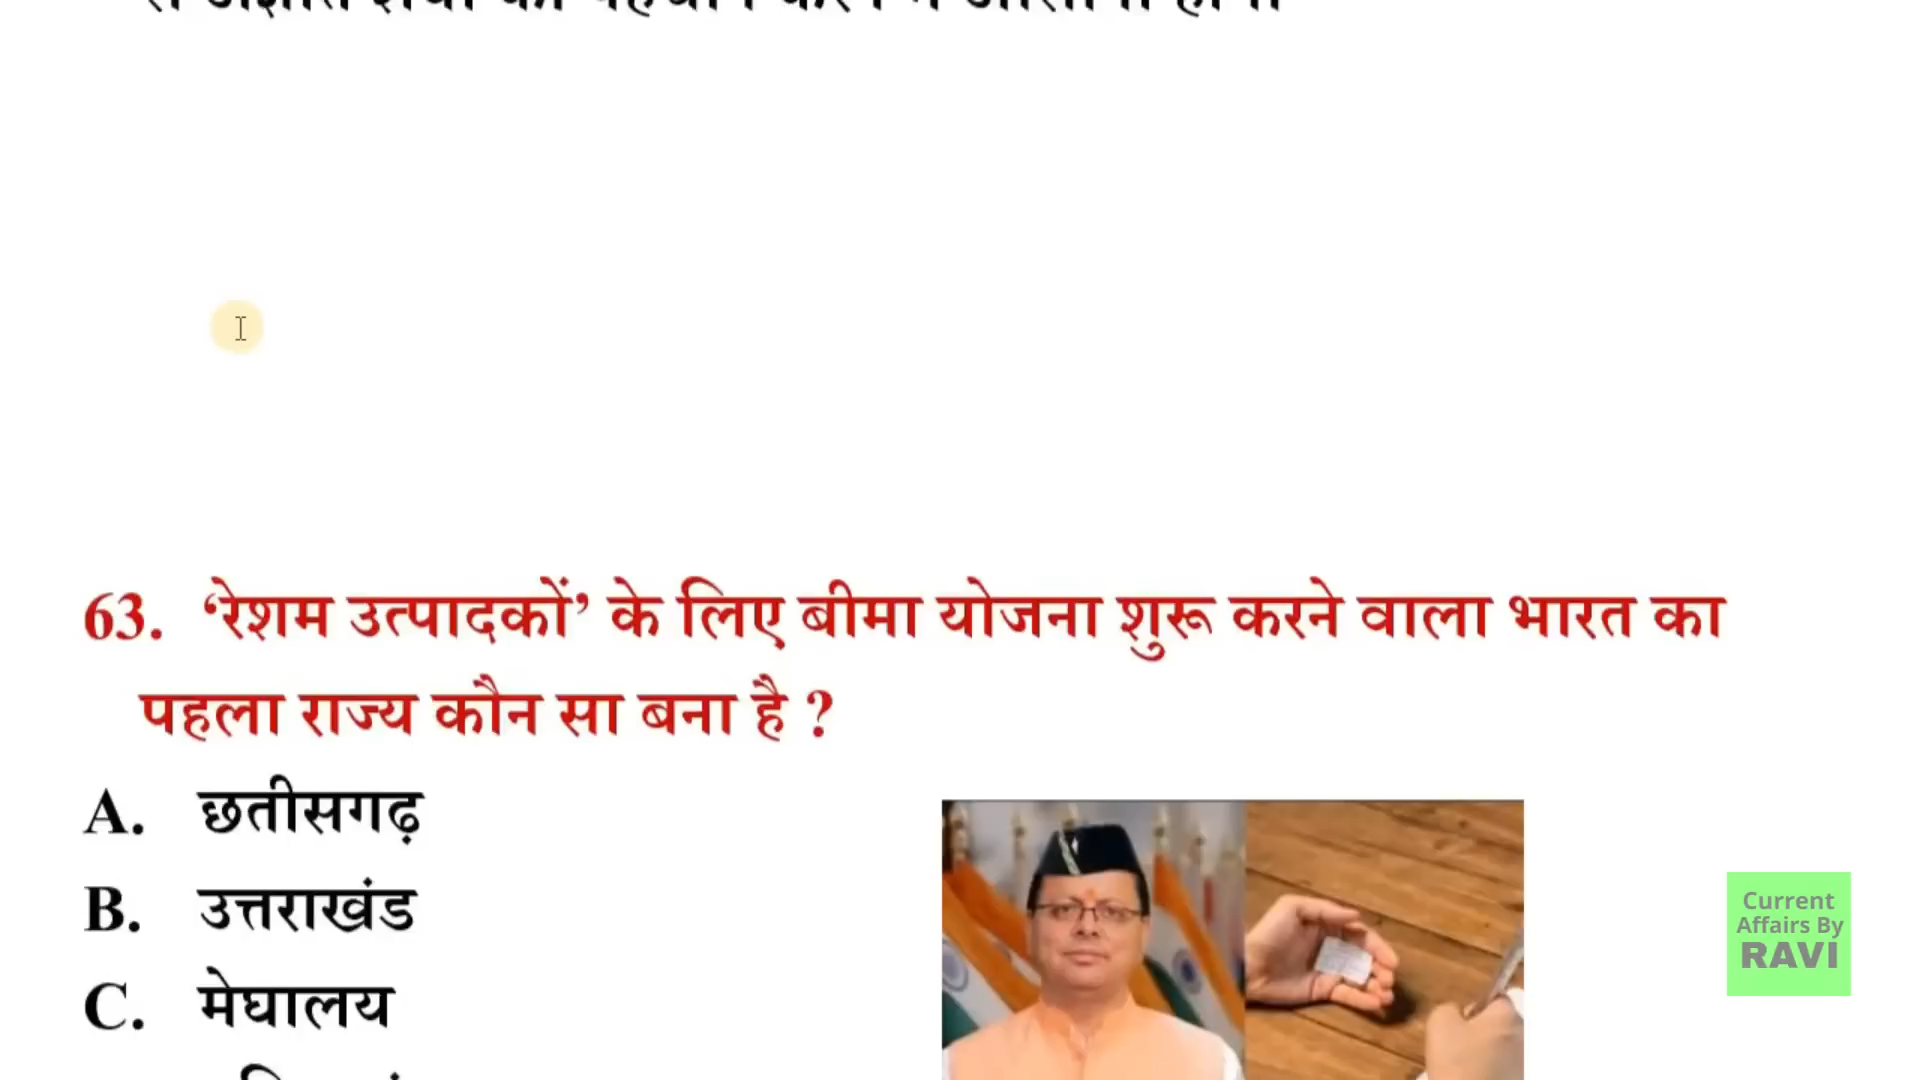 63. ‘रेशम उत्पादकों’ के लिए बीमा योजना शुरू करने वाला भारत का
पहला राज्य कौन सा बना है ?
A. छतीसगढ़
B. उत्तराखंड
C. मेघालय
Current
Affairs By
RAVI